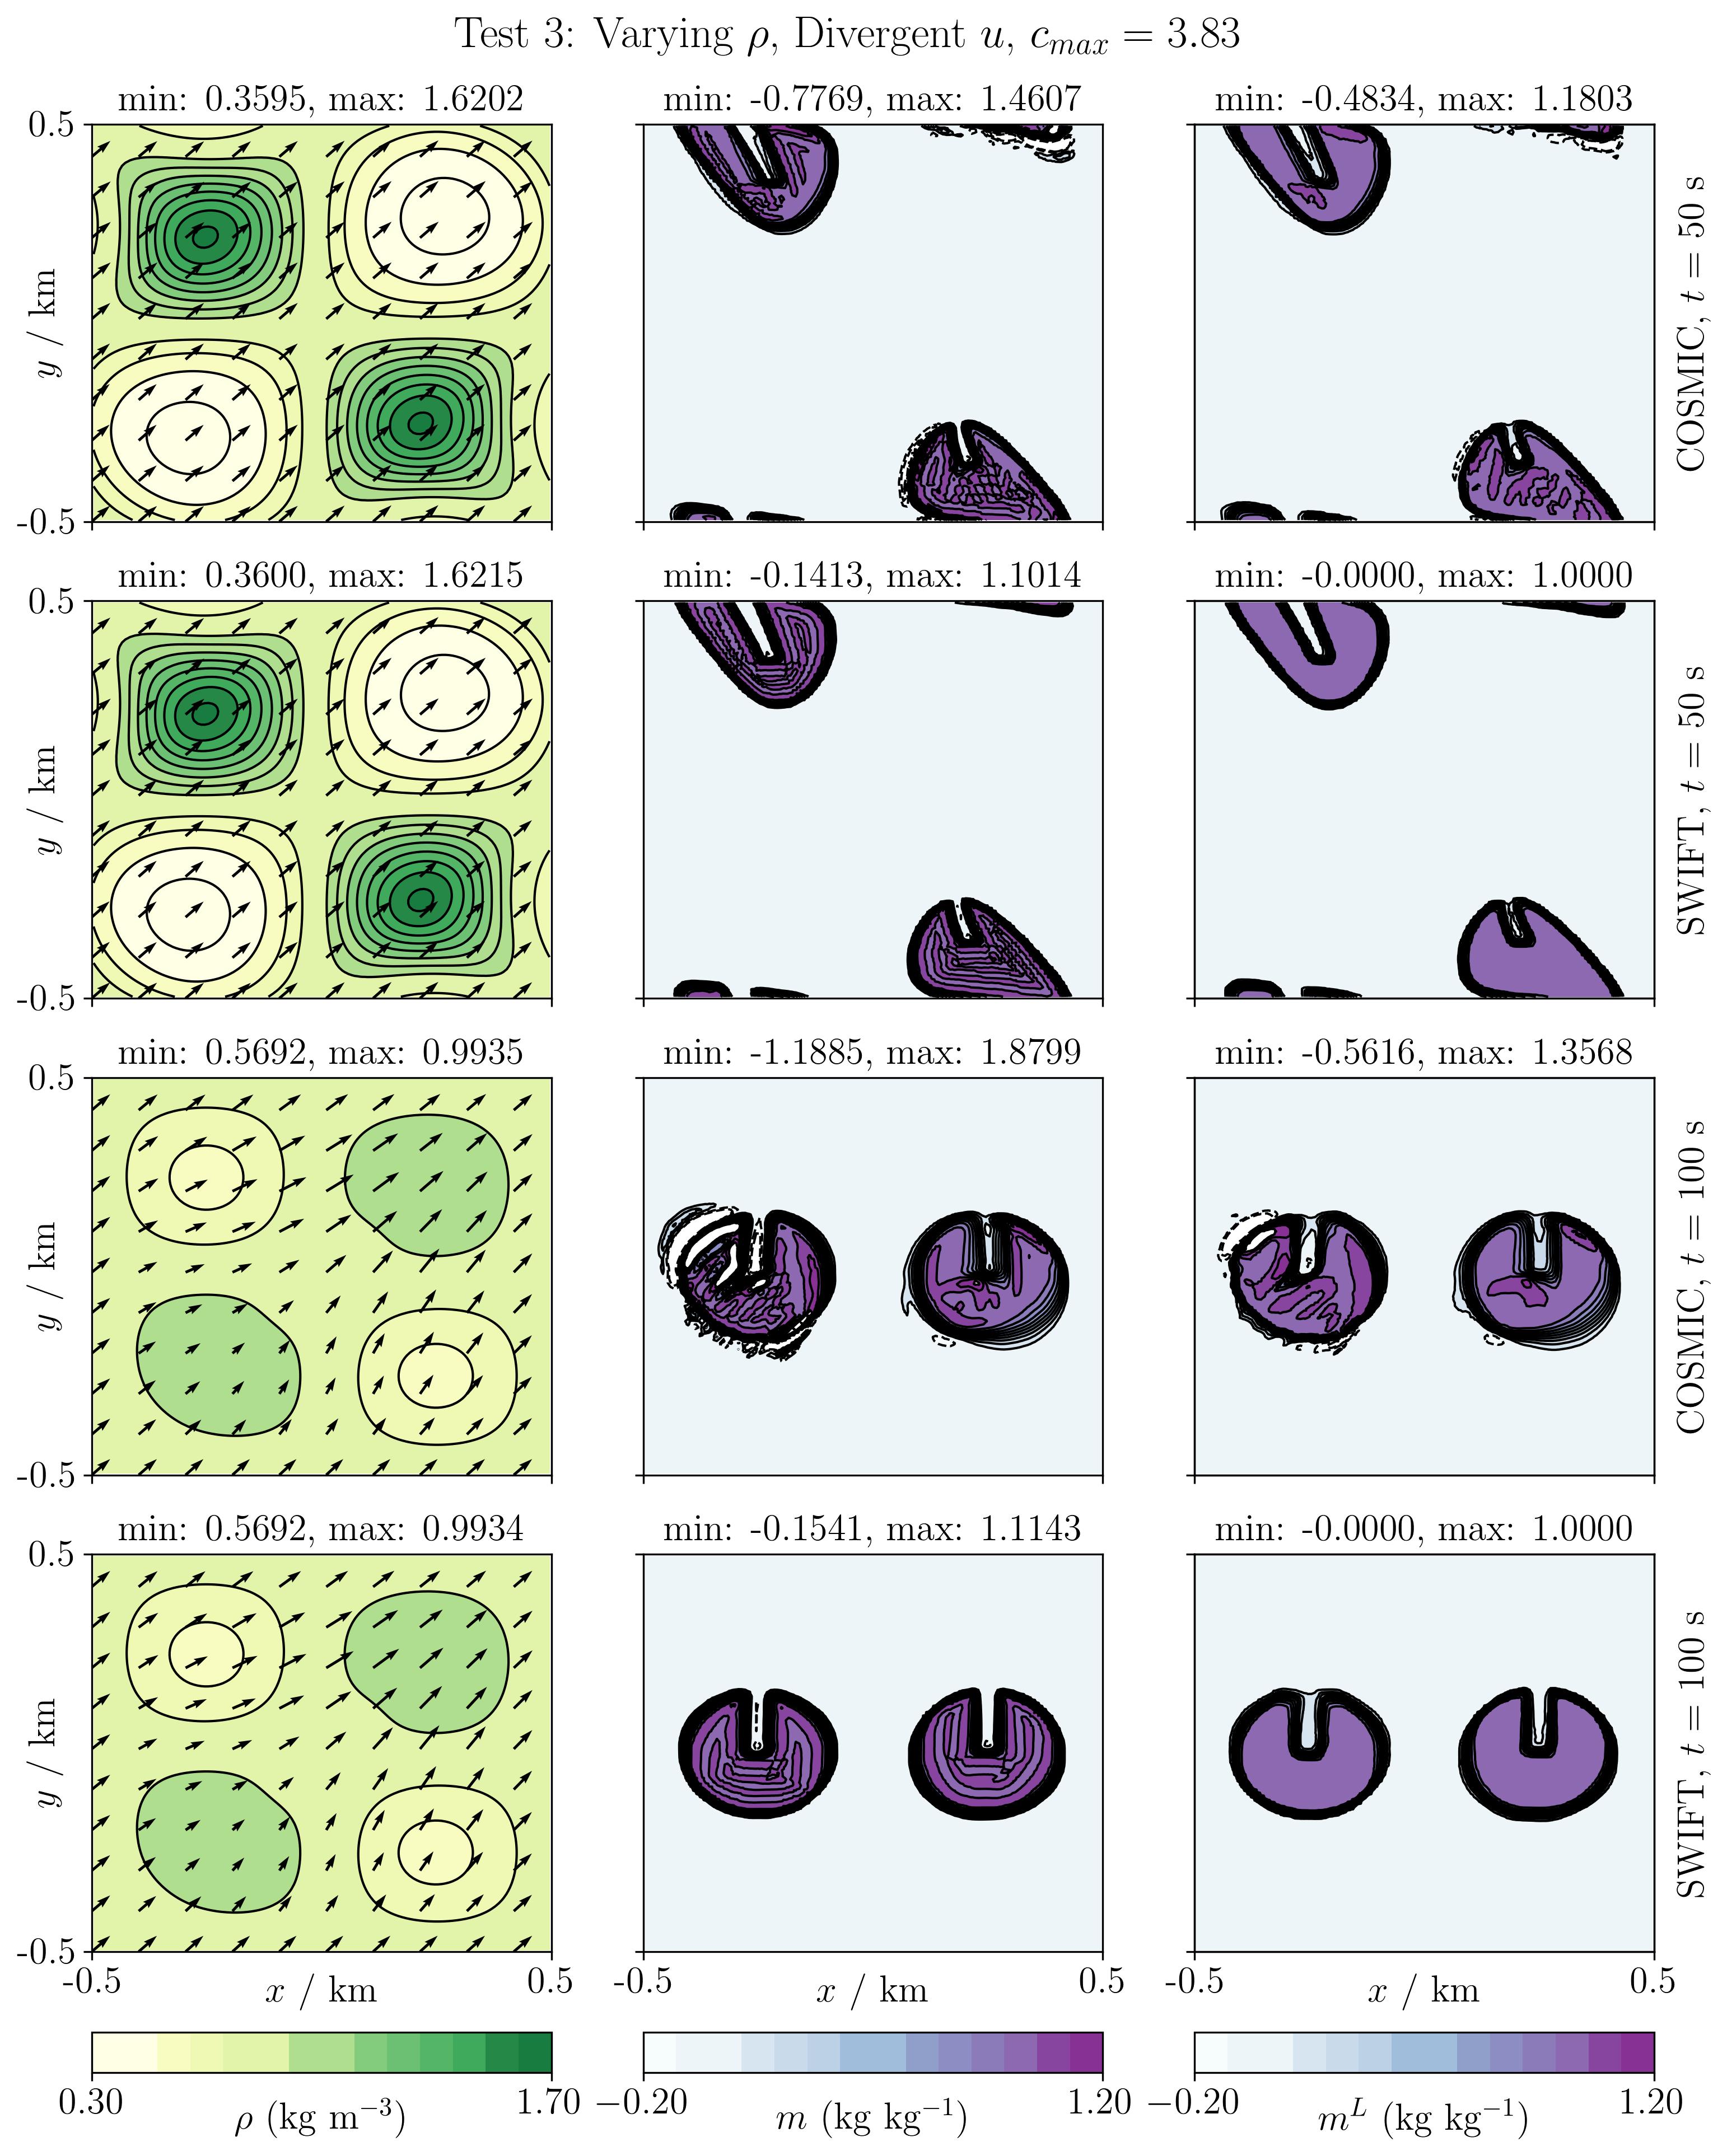 Test 3: Varying ρ, Divergent u, c_max = 3.83
min: 0.3595, max: 1.6202
min: -0.7769, max: 1.4607
min: -0.4834, max: 1.1803
0.5
y / km
-0.5
COSMIC, t = 50 s
min: 0.3600, max: 1.6215
min: -0.1413, max: 1.1014
min: -0.0000, max: 1.0000
0.5
y / km
-0.5
SWIFT, t = 50 s
min: 0.5692, max: 0.9935
min: -1.1885, max: 1.8799
min: -0.5616, max: 1.3568
0.5
y / km
-0.5
COSMIC, t = 100 s
min: 0.5692, max: 0.9934
min: -0.1541, max: 1.1143
min: -0.0000, max: 1.0000
0.5
y / km
-0.5
SWIFT, t = 100 s
-0.5 x / km 0.5
-0.5 x / km 0.5
-0.5 x / km 0.5
0.30 ρ (kg m⁻³) 1.70
−0.20 m (kg kg⁻¹) 1.20
−0.20 m^L (kg kg⁻¹) 1.20